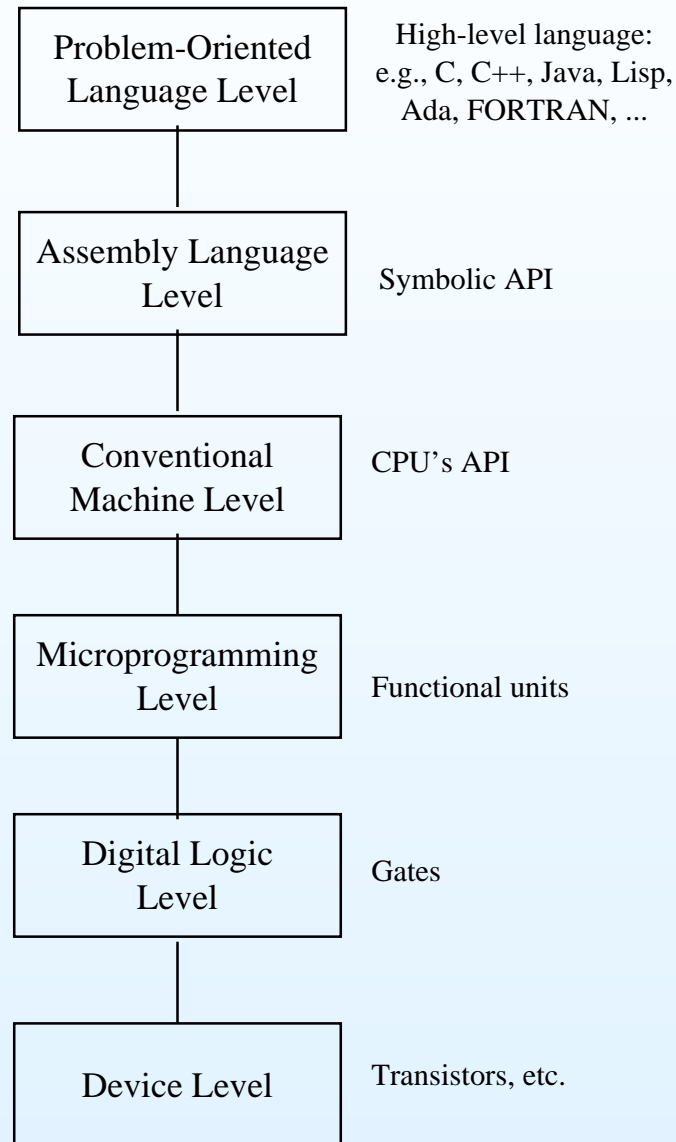 Problem-Oriented
Language Level
High-level language:
e.g., C, C++, Java, Lisp,
Ada, FORTRAN, ...
Assembly Language
Level
Symbolic API
Conventional
Machine Level
CPU’s API
Microprogramming
Level
Functional units
Digital Logic
Level
Gates
Device Level
Transistors, etc.